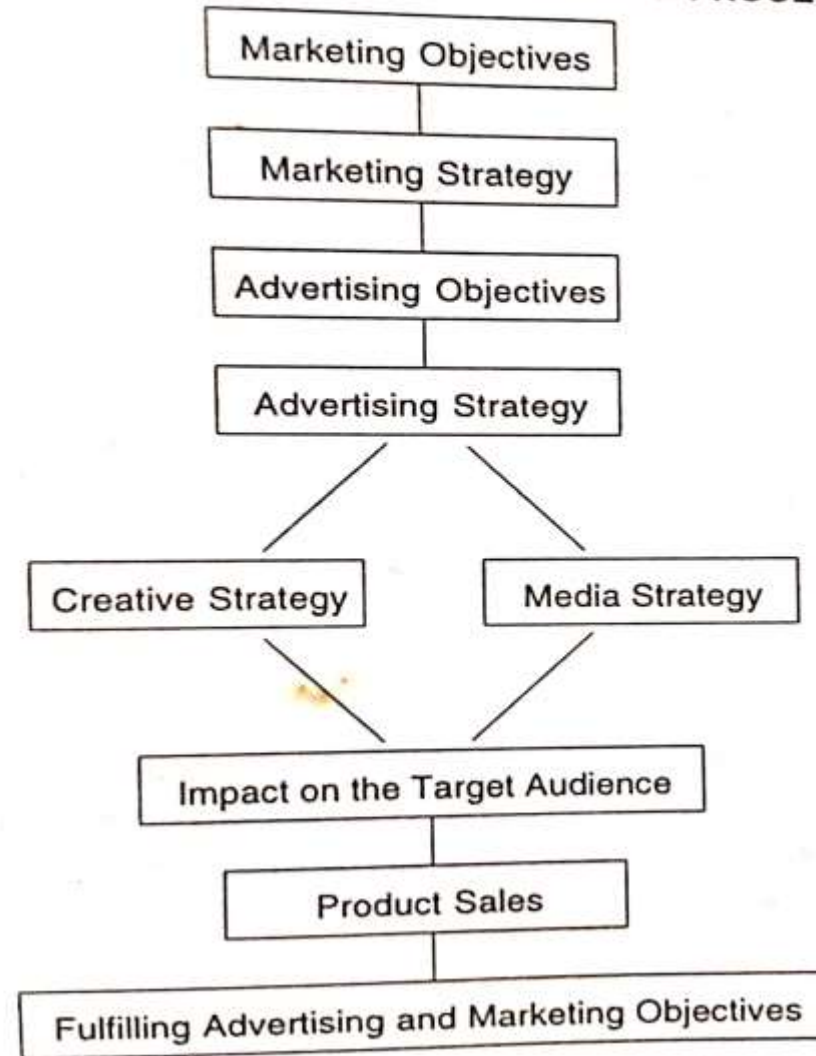 Marketing Objectives
Marketing Strategy
Advertising Objectives
Advertising Strategy
Creative Strategy
Media Strategy
Impact on the Target Audience
Product Sales
Fulfilling Advertising and Marketing Objectives